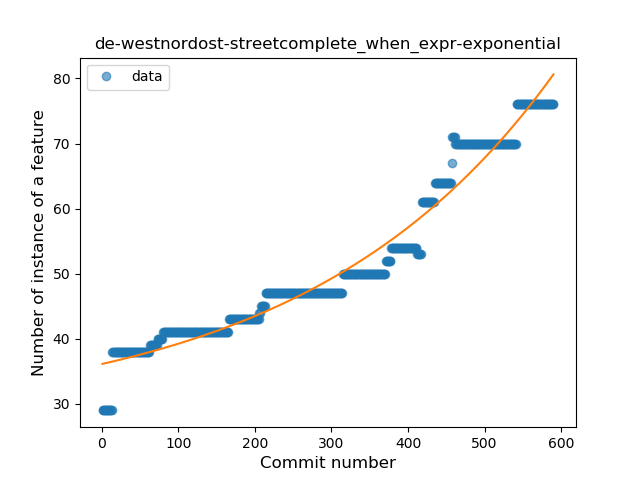 de-westnordost-streetcomplete_when_expr-exponential
data
Number of instance of a feature
80
70
60
50
40
30
0 100 200 300 400 500 600
Commit number